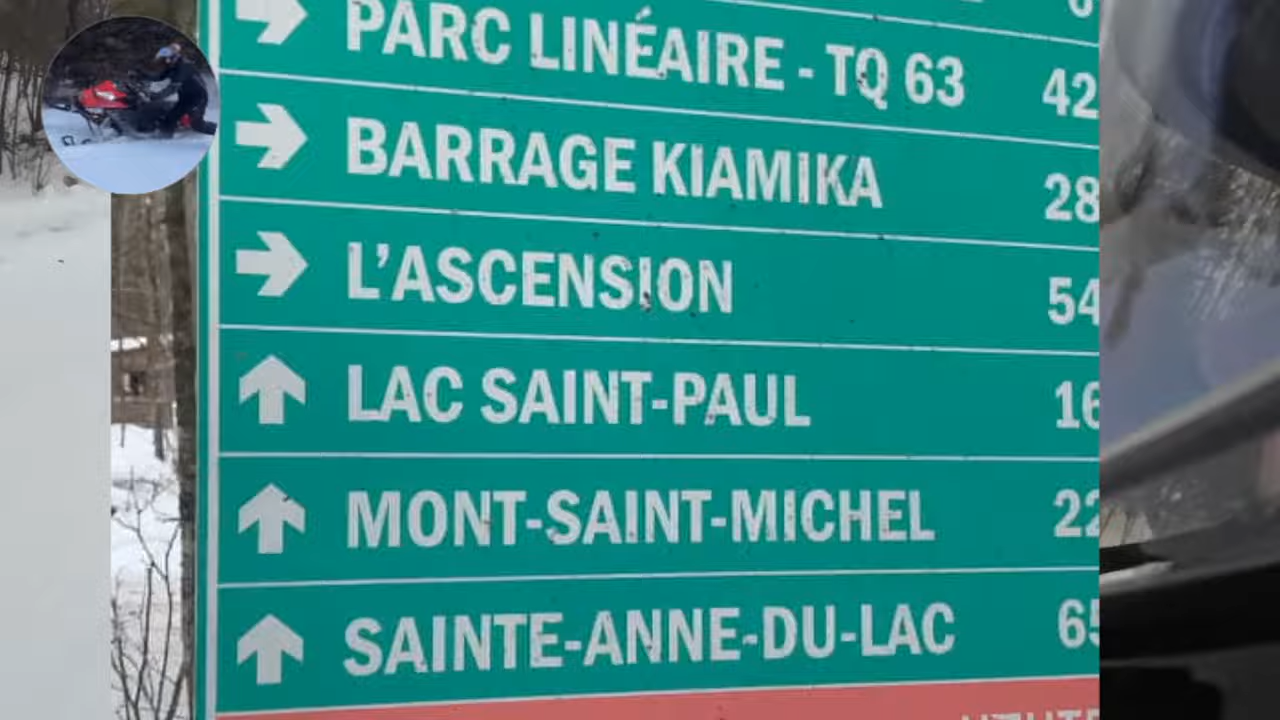 PARC LINÉAIRE - TQ 63 42
BARRAGE KIAMIKA 28
L'ASCENSION 54
LAC SAINT-PAUL 16
MONT-SAINT-MICHEL 22
SAINTE-ANNE-DU-LAC 65